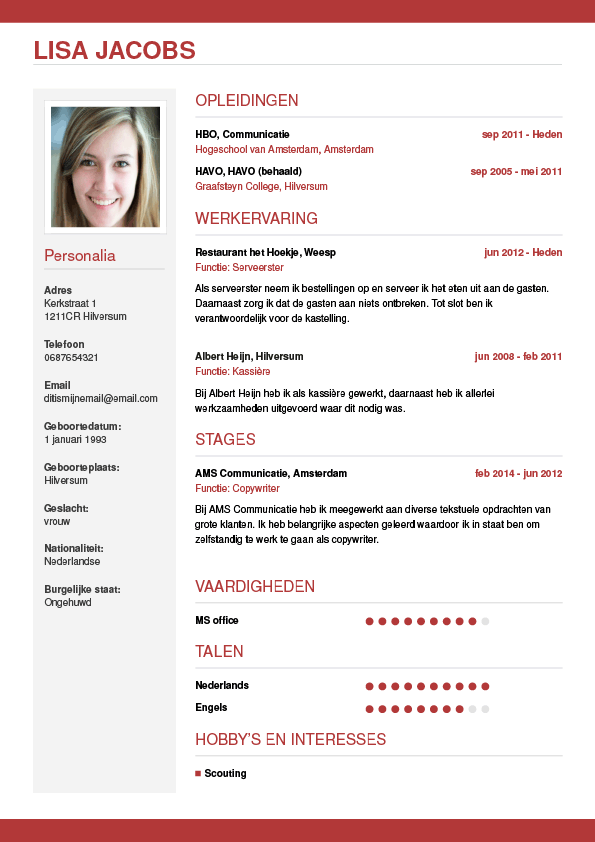 LISA JACOBS
Personalia
Adres
Kerkstraat 1
1211CR Hilversum
Telefoon
0687654321
Email
ditismijnemail@email.com
Geboortedatum:
1 januari 1993
Geboorteplaats:
Hilversum
Geslacht:
vrouw
Nationaliteit:
Nederlandse
Burgelijke staat:
Ongehuwd
OPLEIDINGEN
HBO, Communicatie sep 2011 - Heden
Hogeschool van Amsterdam, Amsterdam
HAVO, HAVO (behaald) sep 2005 - mei 2011
Graafsteyn College, Hilversum
WERKERVARING
Restaurant het Hoekje, Weesp jun 2012 - Heden
Functie: Serveerster
Als serveerster neem ik bestellingen op en serveer ik het eten uit aan de gasten.
Daarnaast zorg ik dat de gasten aan niets ontbreken. Tot slot ben ik
verantwoordelijk voor de kastelling.
Albert Heijn, Hilversum jun 2008 - feb 2011
Functie: Kassière
Bij Albert Heijn heb ik als kassière gewerkt, daarnaast heb ik allerlei
werkzaamheden uitgevoerd waar dit nodig was.
STAGES
AMS Communicatie, Amsterdam feb 2014 - jun 2012
Functie: Copywriter
Bij AMS Communicatie heb ik meegewerkt aan diverse tekstuele opdrachten van
grote klanten. Ik heb belangrijke aspecten geleerd waardoor ik in staat ben om
zelfstandig te werk te gaan als copywriter.
VAARDIGHEDEN
MS office
TALEN
Nederlands
Engels
HOBBY'S EN INTERESSES
Scouting